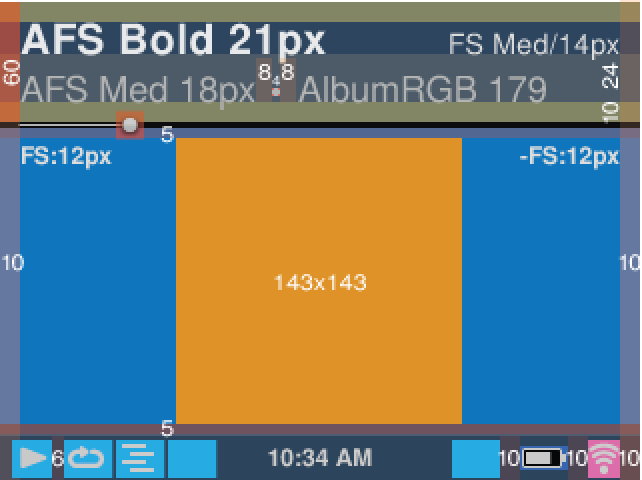 AFS Bold 21px
FS Med/14px
60
AFS Med 18px
8 8
4
AlbumRGB 179
24
10
5
FS:12px
-FS:12px
10
143x143
10
5
6
10:34 AM
10
10
10